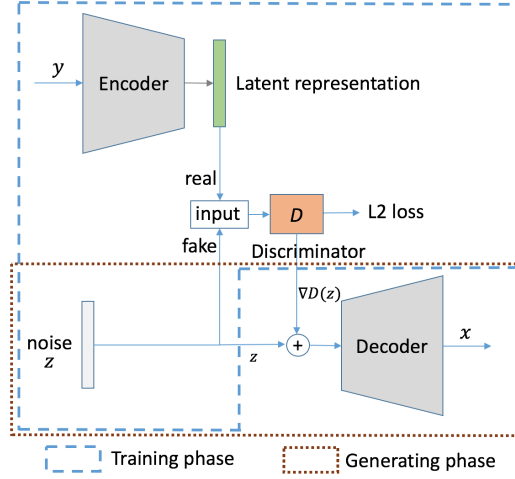 y
Encoder
Latent representation
real
input
D
L2 loss
fake
Discriminator
∇D(z)
noise
z
z
+
Decoder
x
Training phase
Generating phase